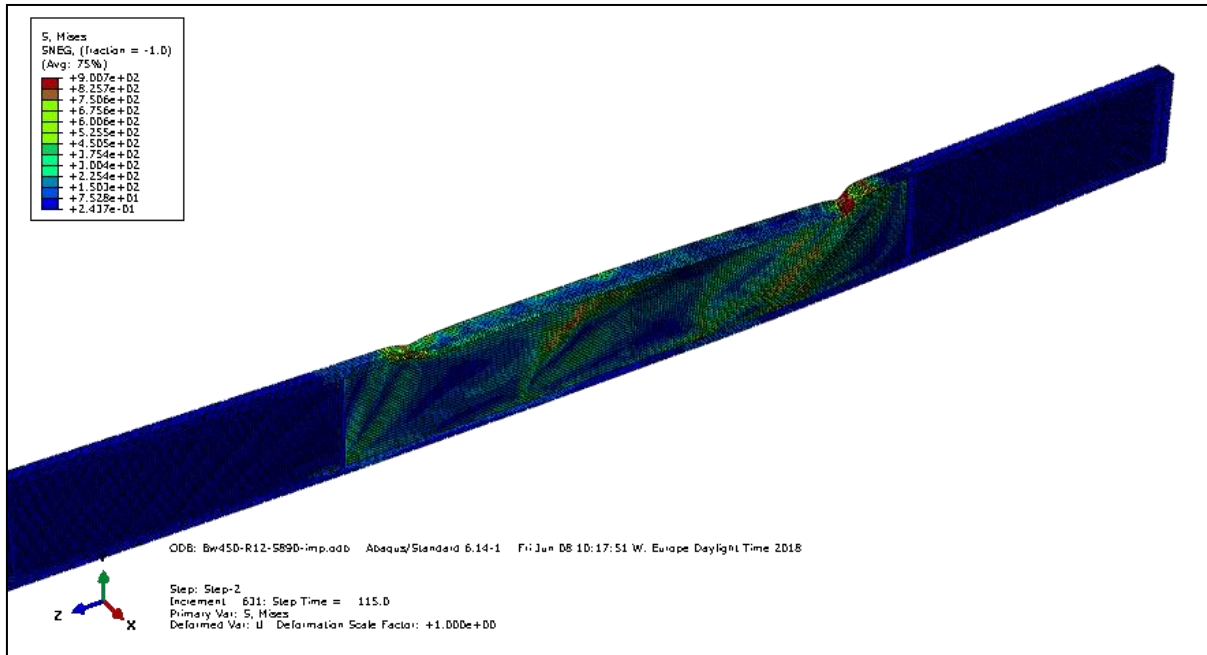 S, Mises
SNEG, (fraction = -1.0)
(Avg: 75%)
+9.007e+02
+8.257e+02
+7.506e+02
+6.756e+02
+6.006e+02
+5.255e+02
+4.505e+02
+3.754e+02
+3.004e+02
+2.254e+02
+1.503e+02
+7.528e+01
+2.437e-01
ODB: Bw450-R12-S890-imp.odb Abaqus/Standard 6.14-1 Fri Jun 08 10:17:51 W. Europe Daylight Time 2018
Y
Z
X
Step: Step-2
Increment 631: Step Time = 115.0
Primary Var: S, Mises
Deformed Var: U Deformation Scale Factor: +1.000e+00